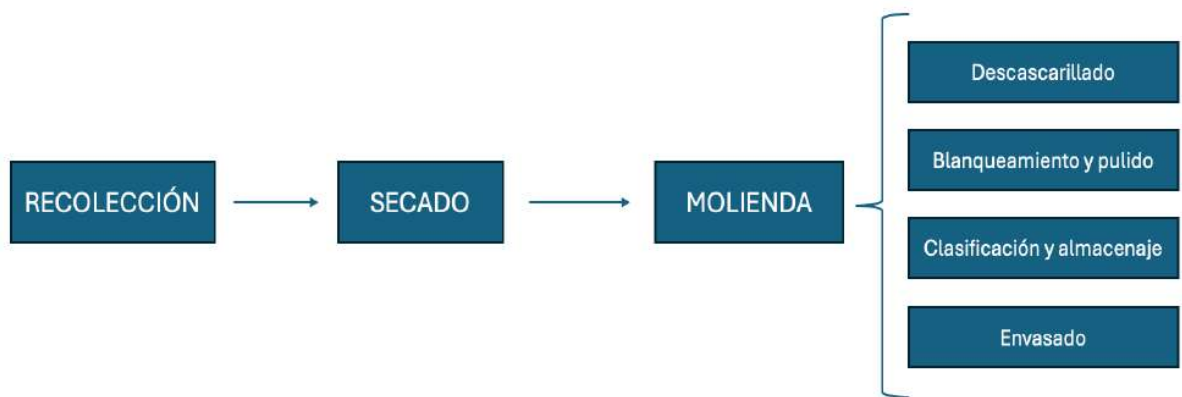 RECOLECCIÓN
SECADO
MOLIENDA
Descascarillado
Blanqueamiento y pulido
Clasificación y almacenaje
Envasado